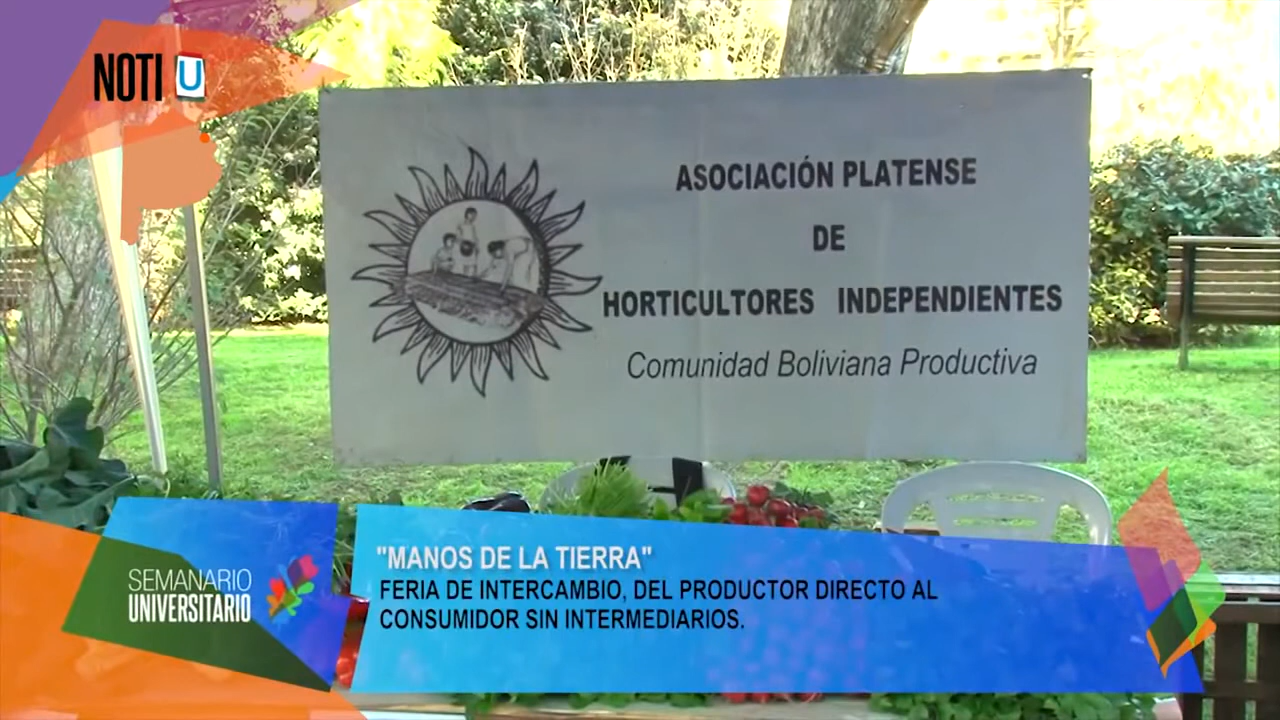 NOTI U
ASOCIACIÓN PLATENSE
DE
HORTICULTORES INDEPENDIENTES
Comunidad Boliviana Productiva
SEMANARIO
UNIVERSITARIO
"MANOS DE LA TIERRA"
FERIA DE INTERCAMBIO, DEL PRODUCTOR DIRECTO AL
CONSUMIDOR SIN INTERMEDIARIOS.